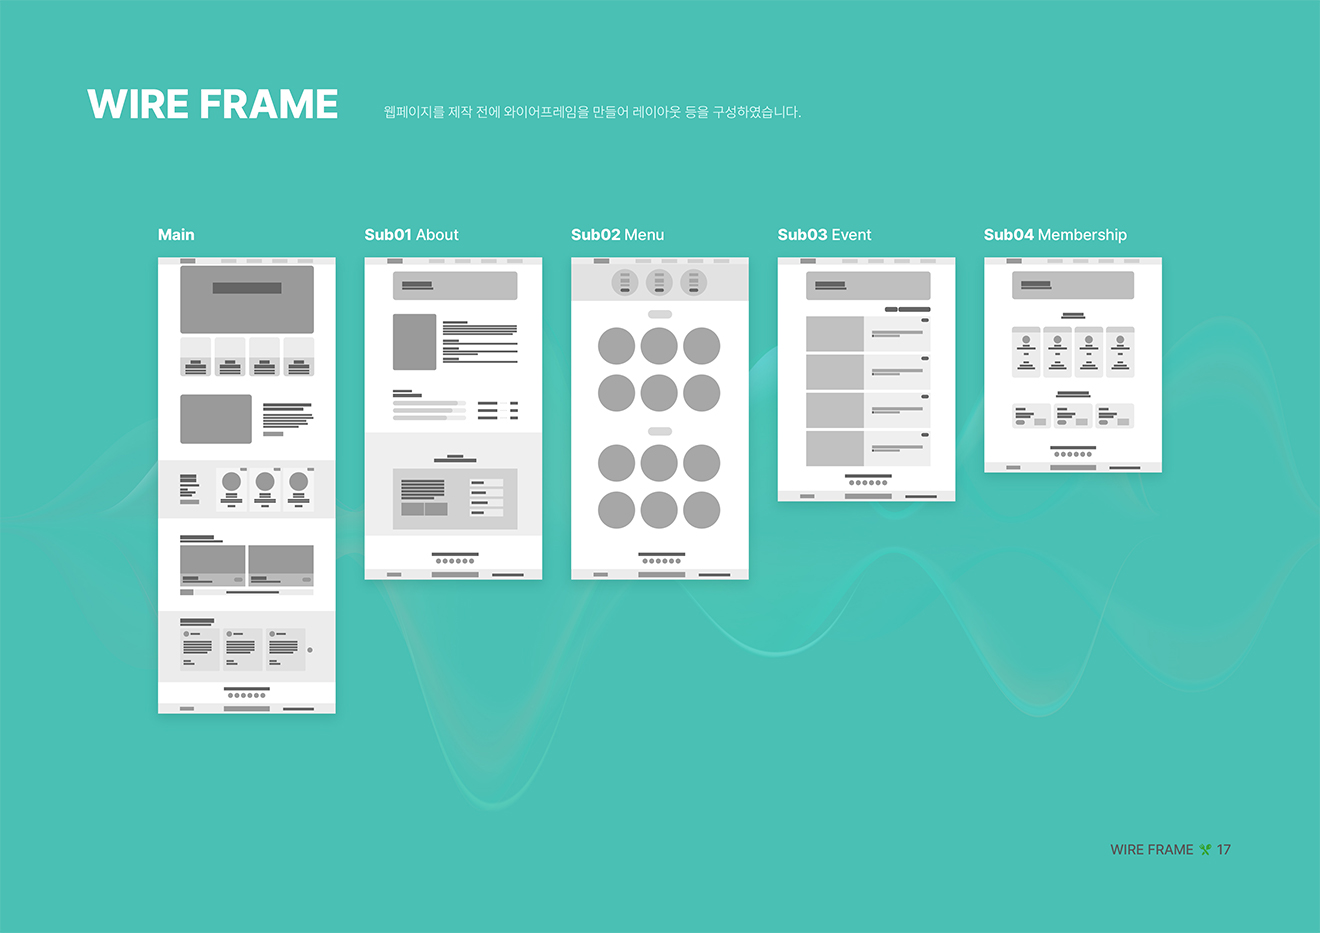 WIRE FRAME
웹페이지를 제작 전에 와이어프레임을 만들어 레이아웃 등을 구성하였습니다.
Main
Sub01 About
Sub02 Menu
Sub03 Event
Sub04 Membership
WIRE FRAME 17